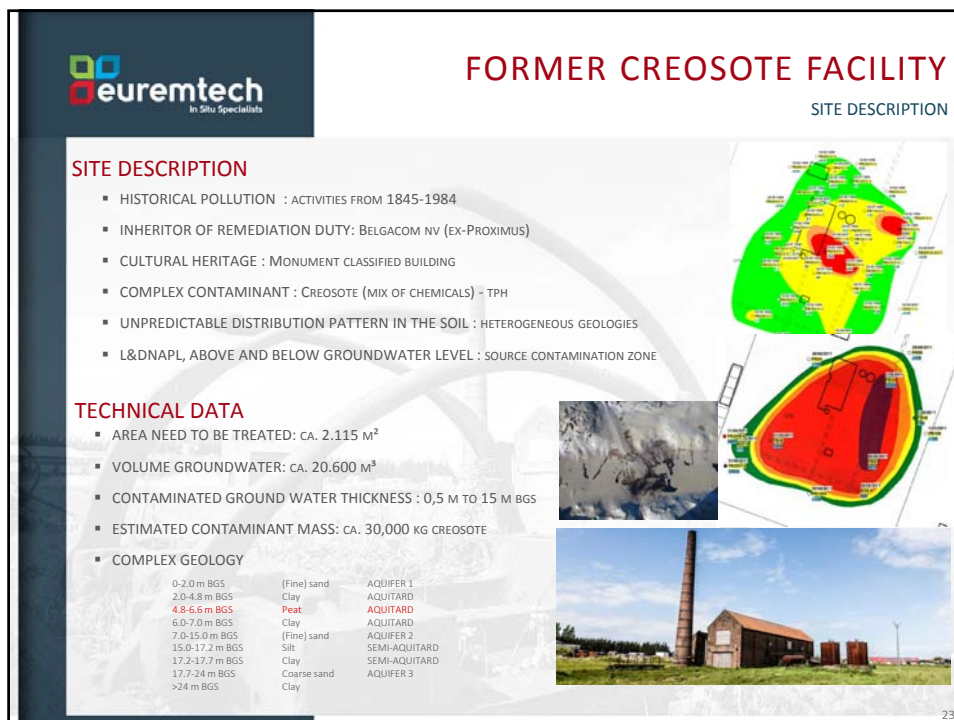 euremtech
In Situ Specialists
FORMER CREOSOTE FACILITY
SITE DESCRIPTION
SITE DESCRIPTION
▪ HISTORICAL POLLUTION : ACTIVITIES FROM 1845-1984
▪ INHERITOR OF REMEDIATION DUTY: BELGACOM NV (EX-PROXIMUS)
▪ CULTURAL HERITAGE : MONUMENT CLASSIFIED BUILDING
▪ COMPLEX CONTAMINANT : CREOSOTE (MIX OF CHEMICALS) - TPH
▪ UNPREDICTABLE DISTRIBUTION PATTERN IN THE SOIL : HETEROGENEOUS GEOLOGIES
▪ L&DNAPL, ABOVE AND BELOW GROUNDWATER LEVEL : SOURCE CONTAMINATION ZONE
TECHNICAL DATA
▪ AREA NEED TO BE TREATED: CA. 2.115 M²
▪ VOLUME GROUNDWATER: CA. 20.600 M³
▪ CONTAMINATED GROUND WATER THICKNESS : 0,5 M TO 15 M BGS
▪ ESTIMATED CONTAMINANT MASS: CA. 30,000 KG CREOSOTE
▪ COMPLEX GEOLOGY
0-2.0 m BGS (Fine) sand AQUIFER 1
2.0-4.8 m BGS Clay AQUITARD
4.8-6.6 m BGS Peat AQUITARD
6.0-7.0 m BGS Clay AQUITARD
7.0-15.0 m BGS (Fine) sand AQUIFER 2
15.0-17.2 m BGS Silt SEMI-AQUITARD
17.2-17.7 m BGS Clay SEMI-AQUITARD
17.7-24 m BGS Coarse sand AQUIFER 3
>24 m BGS Clay
23